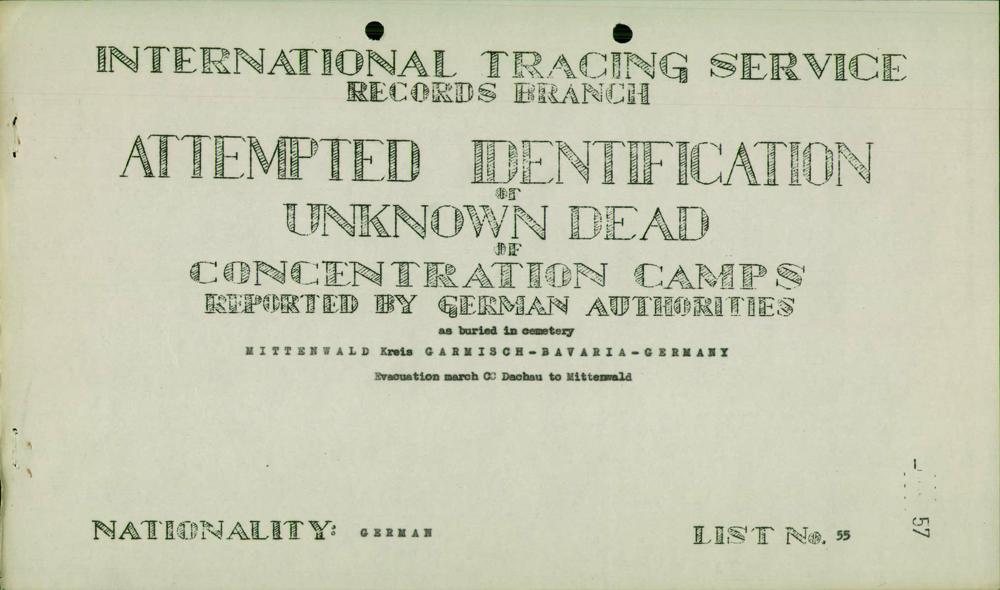 INTERNATIONAL TRACING SERVICE
RECORDS BRANCH
ATTEMPTED IDENTIFICATION
OF
UNKNOWN DEAD
OF
CONCENTRATION CAMPS
REPORTED BY GERMAN AUTHORITIES
as buried in cemetery
MITTENWALD Kreis GARMISCH-BAVARIA-GERMANY
Evacuation march CC Dachau to Mittenwald
NATIONALITY: GERMAN
LIST No. 55
57